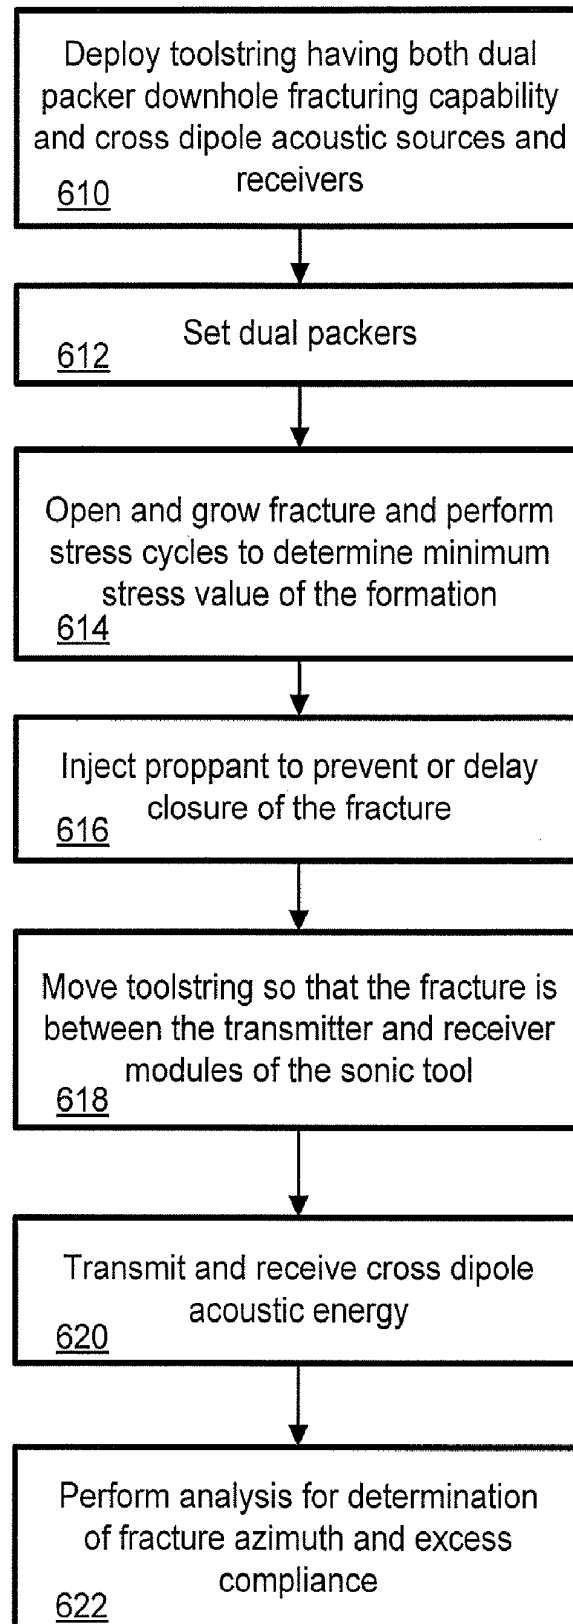 Deploy toolstring having both dual
packer downhole fracturing capability
and cross dipole acoustic sources and
receivers
610
Set dual packers
612
Open and grow fracture and perform
stress cycles to determine minimum
stress value of the formation
614
Inject proppant to prevent or delay
closure of the fracture
616
Move toolstring so that the fracture is
between the transmitter and receiver
modules of the sonic tool
618
Transmit and receive cross dipole
acoustic energy
620
Perform analysis for determination
of fracture azimuth and excess
compliance
622